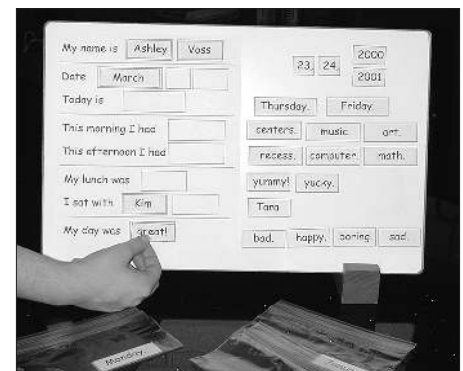 My name is Ashley Voss
Date March
Today is
This morning I had
This afternoon I had
My lunch was
I sat with Kim
My day was great!
23 24 2000
2001
Thursday. Friday
centers. music art.
recess. computer. math.
yummy! yucky.
Tara
bad. happy. boring sad.
Monday